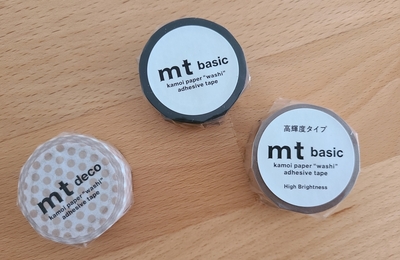 mt basic
kamoi paper "washi"
adhesive tape
mt deco
kamoi paper "washi"
adhesive tape
高輝度タイプ
mt basic
kamoi paper "washi"
adhesive tape
High Brightness